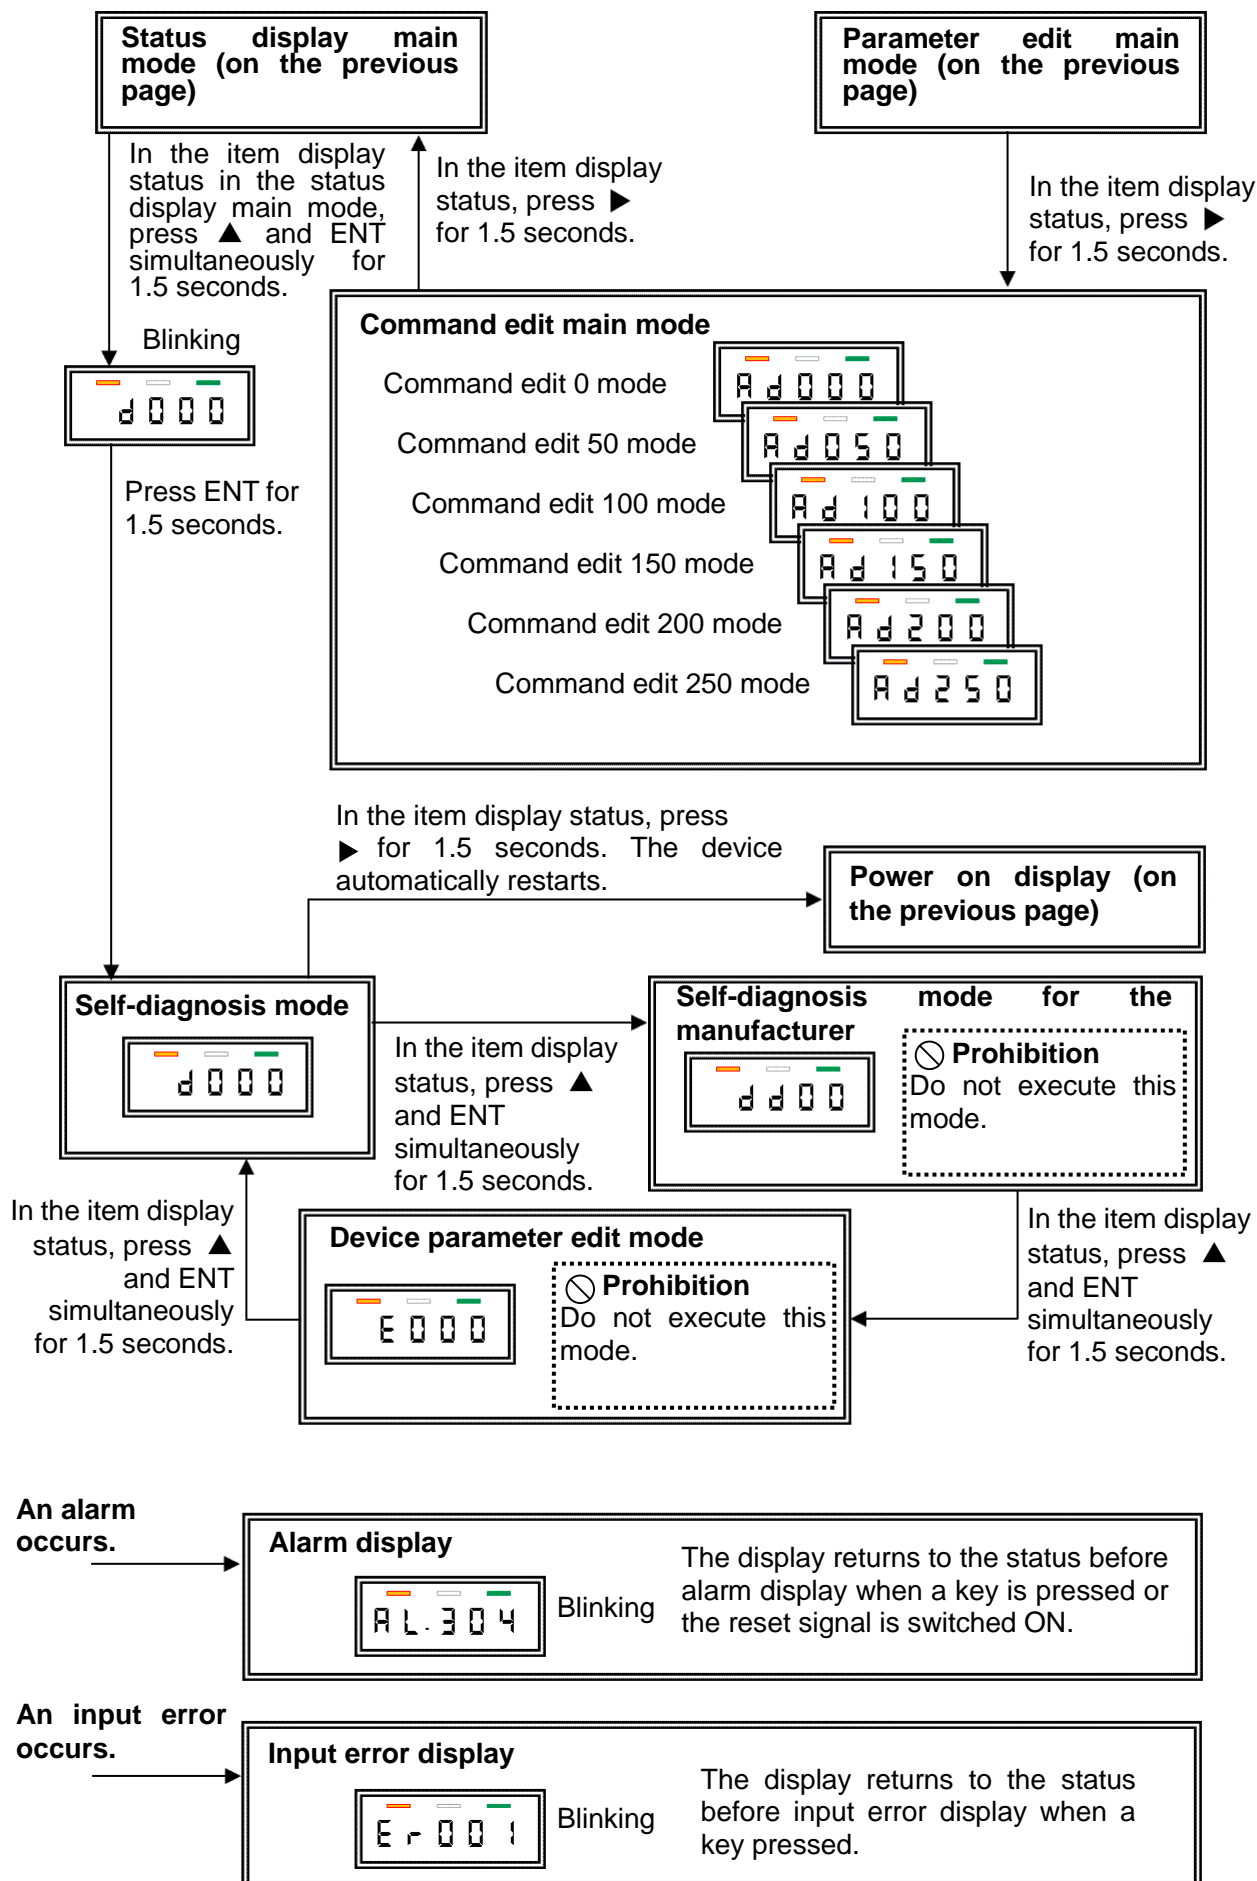 Status display main
mode (on the previous
page)
Parameter edit main
mode (on the previous
page)
In the item display
status in the status
display main mode,
press ▲ and ENT
simultaneously for
1.5 seconds.
In the item display
status, press ▶
for 1.5 seconds.
In the item display
status, press ▶
for 1.5 seconds.
Blinking
d000
Press ENT for
1.5 seconds.
Command edit main mode
Command edit 0 mode
Ad000
Command edit 50 mode
Ad050
Command edit 100 mode
Ad100
Command edit 150 mode
Ad150
Command edit 200 mode
Ad200
Command edit 250 mode
Ad250
In the item display status, press
▶ for 1.5 seconds. The device
automatically restarts.
Power on display (on
the previous page)
Self-diagnosis mode
d000
In the item display
status, press ▲
and ENT
simultaneously
for 1.5 seconds.
Self-diagnosis mode for the
manufacturer
dd00
Prohibition
Do not execute this
mode.
In the item display
status, press ▲
and ENT
simultaneously
for 1.5 seconds.
Device parameter edit mode
E000
Prohibition
Do not execute this
mode.
In the item display
status, press ▲
and ENT
simultaneously
for 1.5 seconds.
An alarm
occurs.
Alarm display
AL.304
Blinking
The display returns to the status before
alarm display when a key is pressed or
the reset signal is switched ON.
An input error
occurs.
Input error display
Er001
Blinking
The display returns to the status
before input error display when a
key pressed.